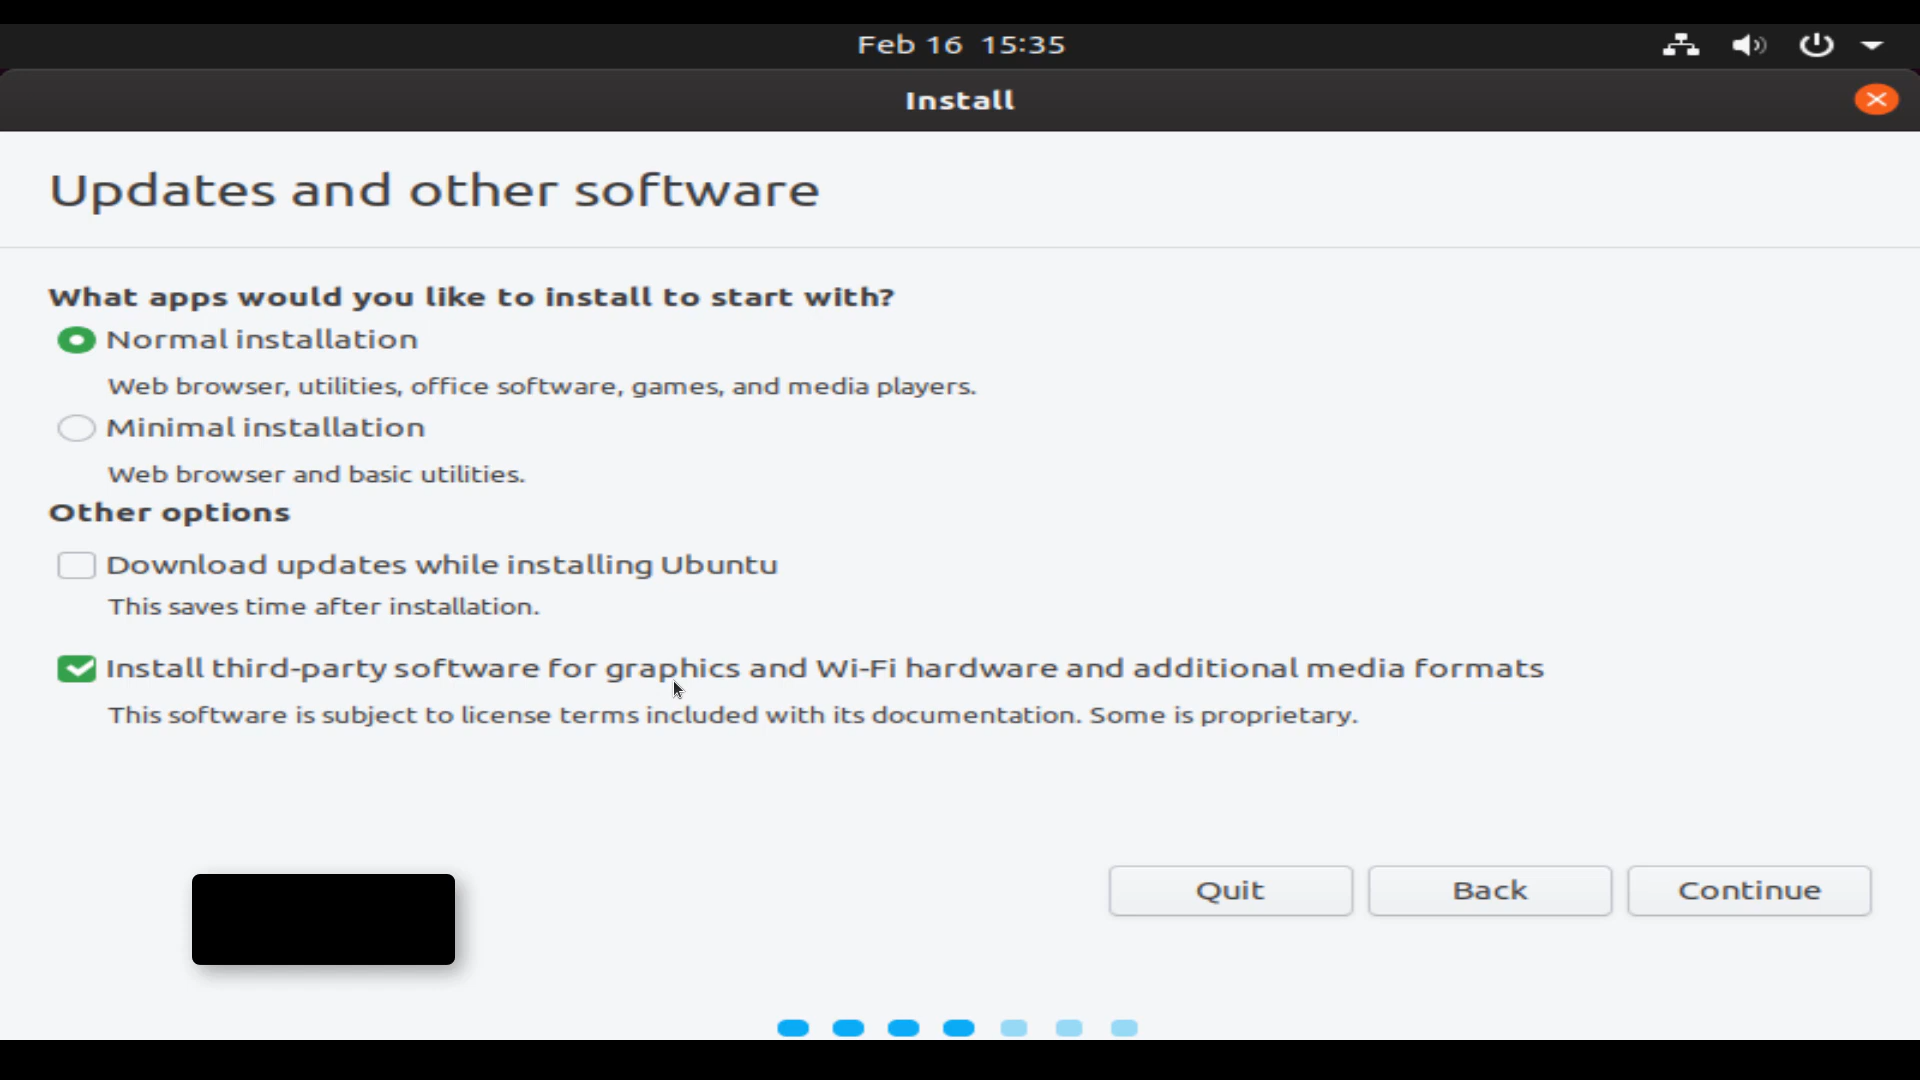 Feb 16 15:35
Install
Updates and other software
What apps would you like to install to start with?
Normal installation
Web browser, utilities, office software, games, and media players.
Minimal installation
Web browser and basic utilities.
Other options
Download updates while installing Ubuntu
This saves time after installation.
Install third-party software for graphics and Wi-Fi hardware and additional media formats
This software is subject to license terms included with its documentation. Some is proprietary.
Quit Back Continue